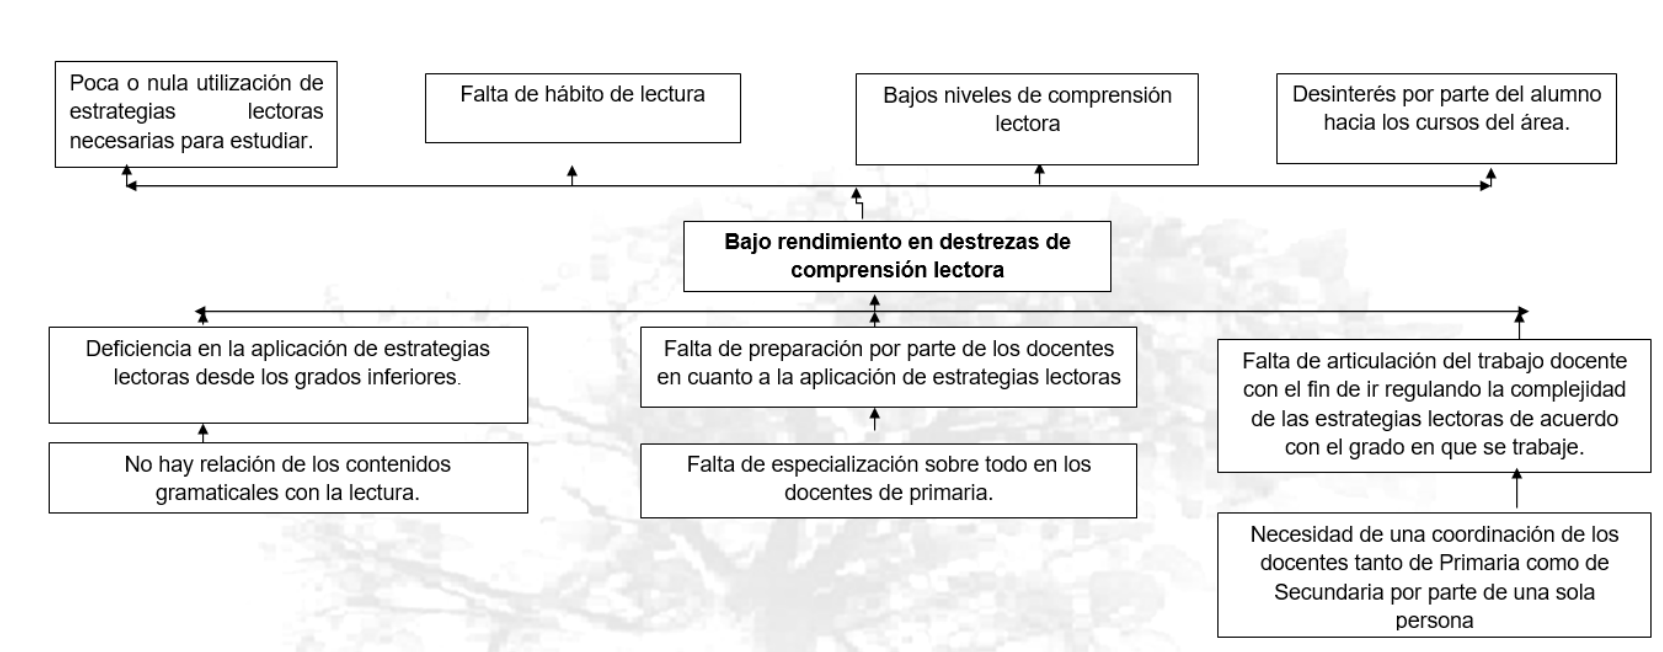 Poca o nula utilización de
estrategias lectoras
necesarias para estudiar.
Falta de hábito de lectura
Bajos niveles de comprensión
lectora
Desinterés por parte del alumno
hacia los cursos del área.
Bajo rendimiento en destrezas de
comprensión lectora
Deficiencia en la aplicación de estrategias
lectoras desde los grados inferiores.
Falta de preparación por parte de los docentes
en cuanto a la aplicación de estrategias lectoras
Falta de articulación del trabajo docente
con el fin de ir regulando la complejidad
de las estrategias lectoras de acuerdo
con el grado en que se trabaje.
No hay relación de los contenidos
gramaticales con la lectura.
Falta de especialización sobre todo en los
docentes de primaria.
Necesidad de una coordinación de los
docentes tanto de Primaria como de
Secundaria por parte de una sola
persona